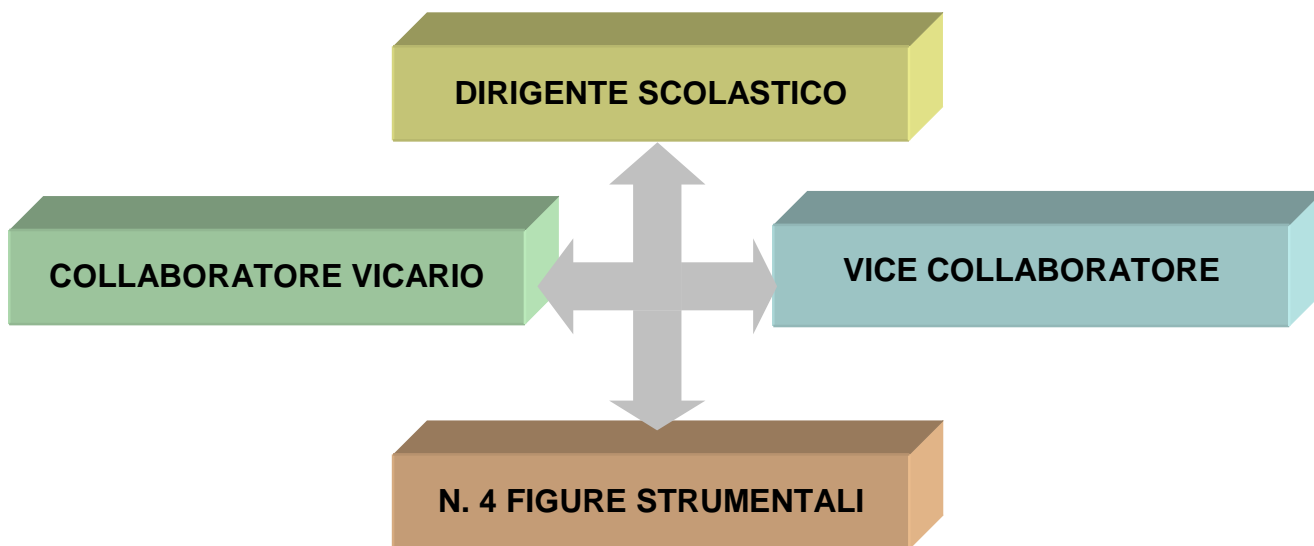 DIRIGENTE SCOLASTICO
COLLABORATORE VICARIO
VICE COLLABORATORE
N. 4 FIGURE STRUMENTALI